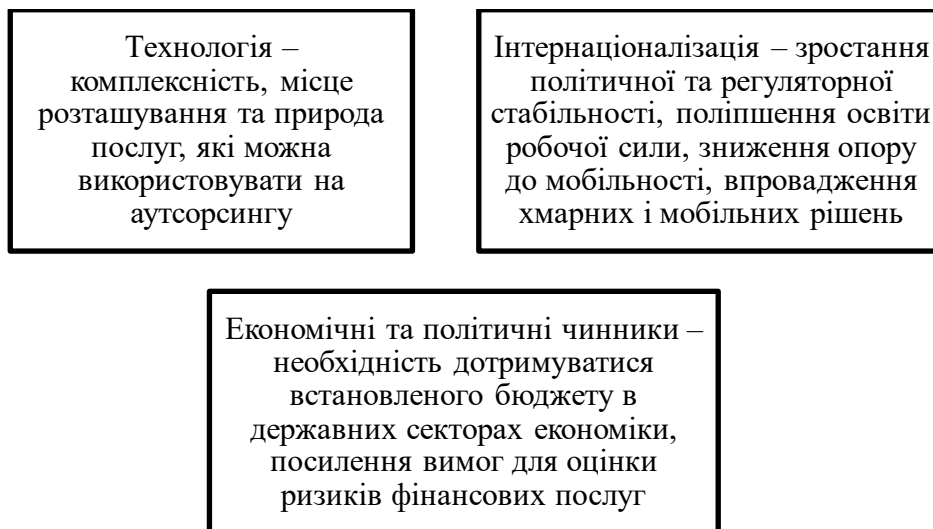 Технологія –
комплексність, місце
розташування та природа
послуг, які можна
використовувати на
аутсорсингу
Інтернаціоналізація – зростання
політичної та регуляторної
стабільності, поліпшення освіти
робочої сили, зниження опору
до мобільності, впровадження
хмарних і мобільних рішень
Економічні та політичні чинники –
необхідність дотримуватися
встановленого бюджету в
державних секторах економіки,
посилення вимог для оцінки
ризиків фінансових послуг